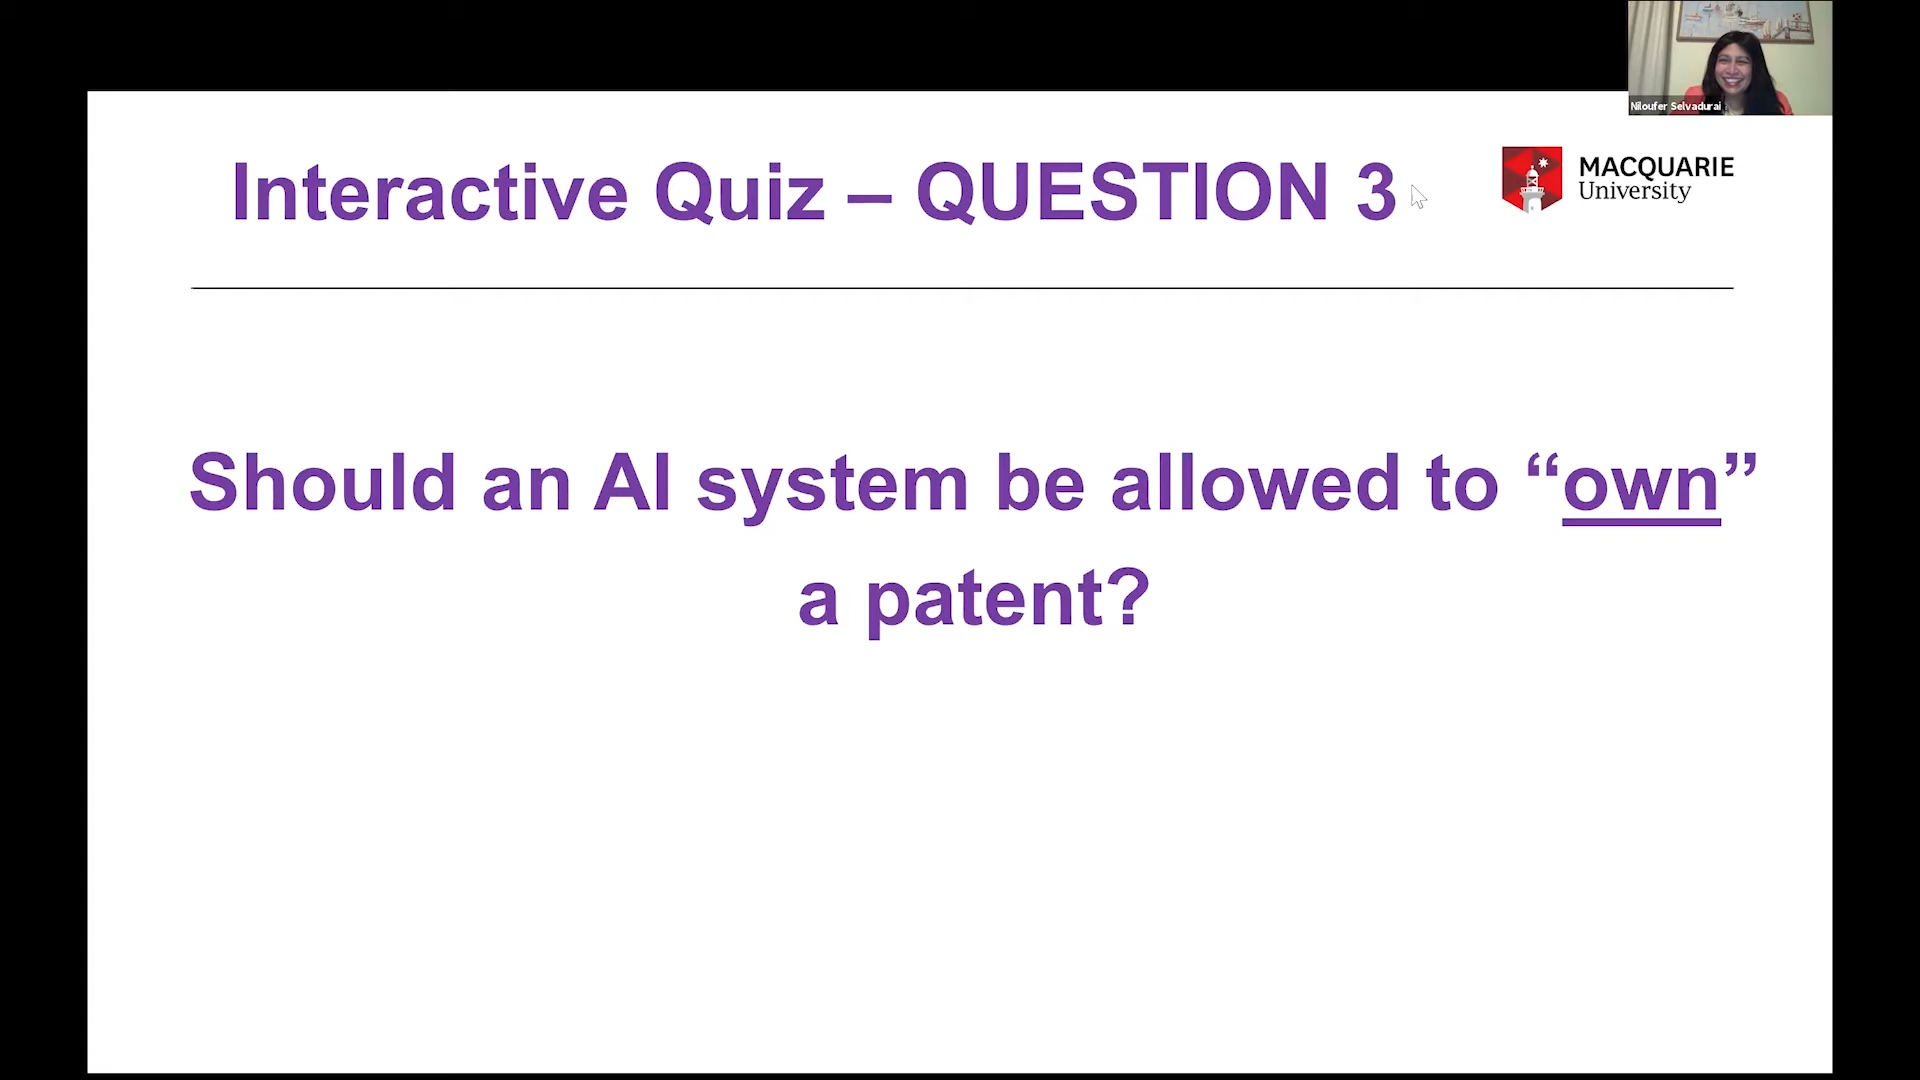 Niloufer Selvadurai
Interactive Quiz – QUESTION 3
MACQUARIE
University
Should an AI system be allowed to “own”
a patent?